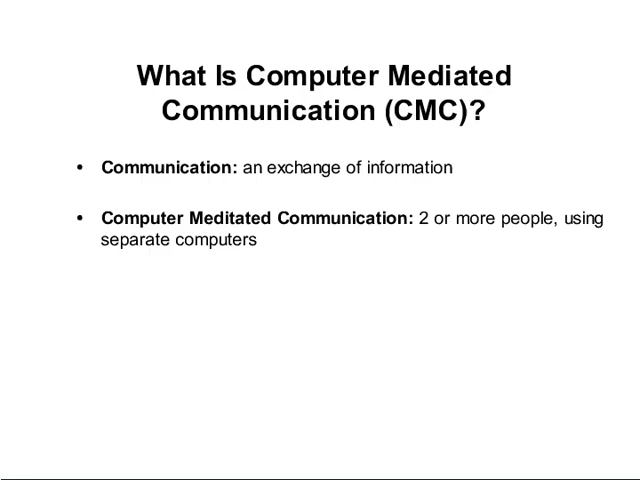 What Is Computer Mediated
Communication (CMC)?
• Communication: an exchange of information
• Computer Meditated Communication: 2 or more people, using
separate computers